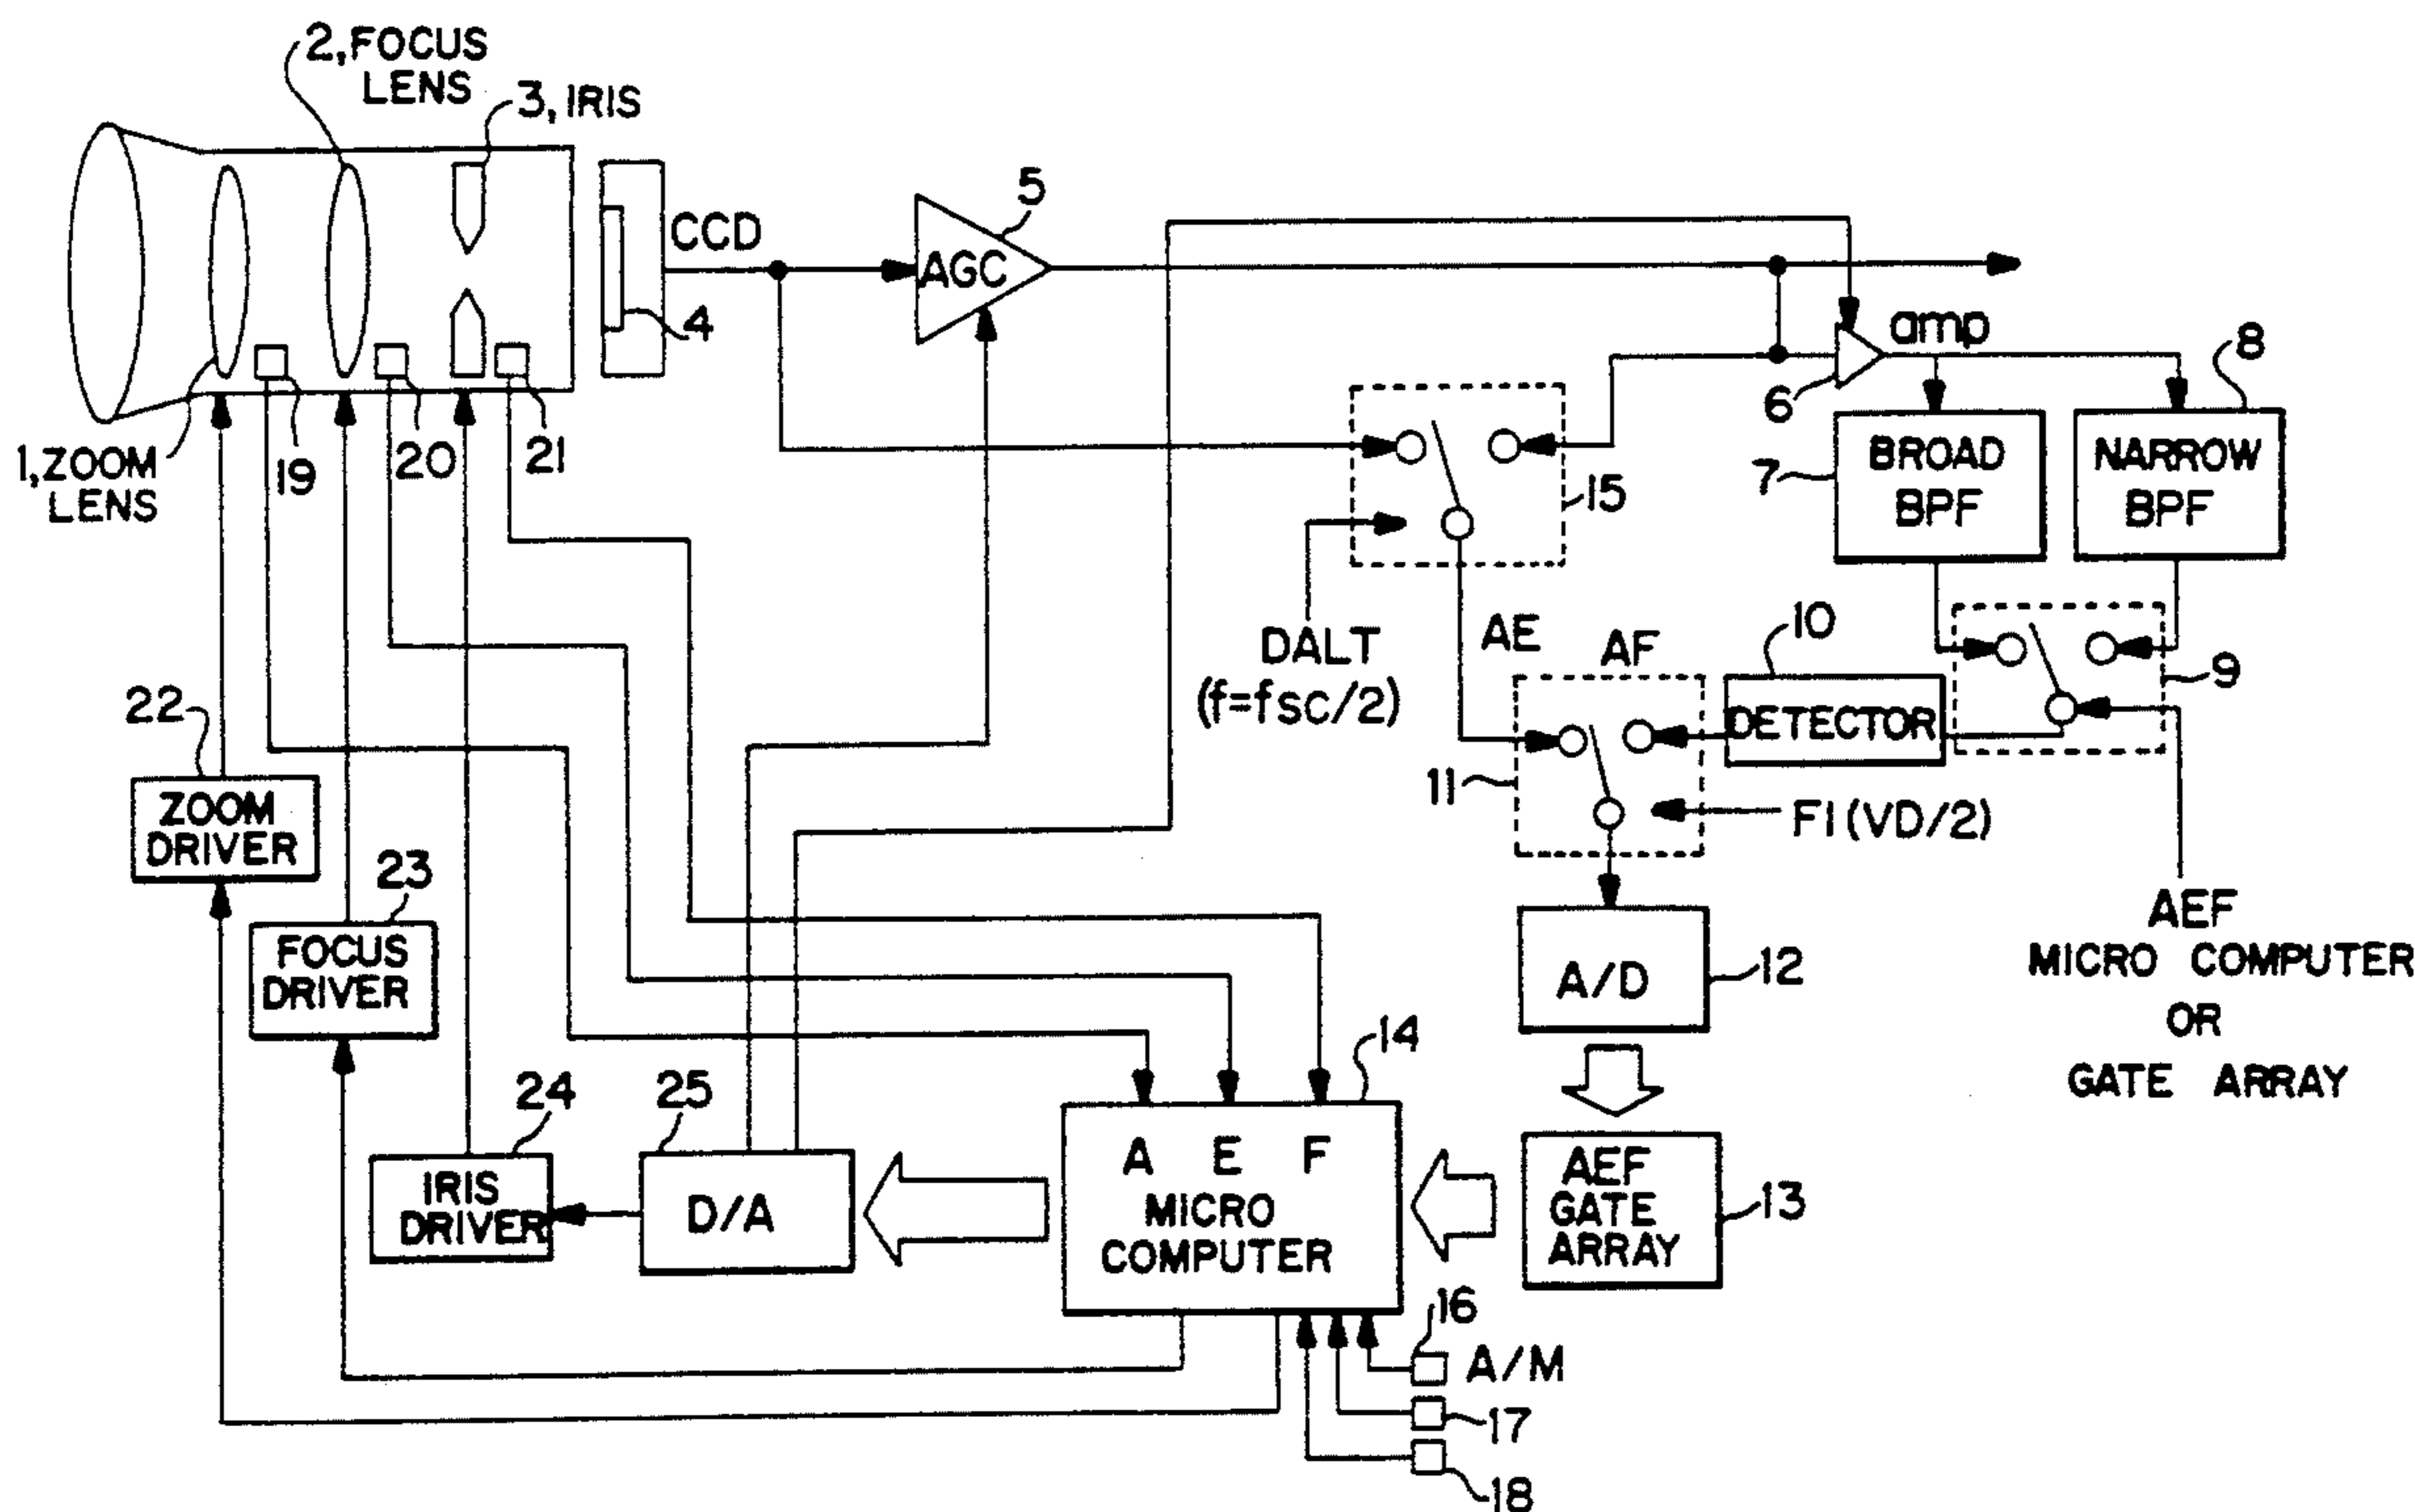 2, FOCUS
LENS
3, IRIS
5
CCD
AGC
4
amp
8
6
1, ZOOM
LENS
19
20
21
15
7
BROAD
BPF
NARROW
BPF
DALT
(f=fsc/2)
AE
AF
10
9
22
11
DETECTOR
ZOOM
DRIVER
F1 (VD/2)
23
FOCUS
DRIVER
AEF
MICRO COMPUTER
OR
GATE ARRAY
A/D
12
14
24
25
IRIS
DRIVER
D/A
A E F
MICRO
COMPUTER
AEF
GATE
ARRAY
13
16
A/M
17
18